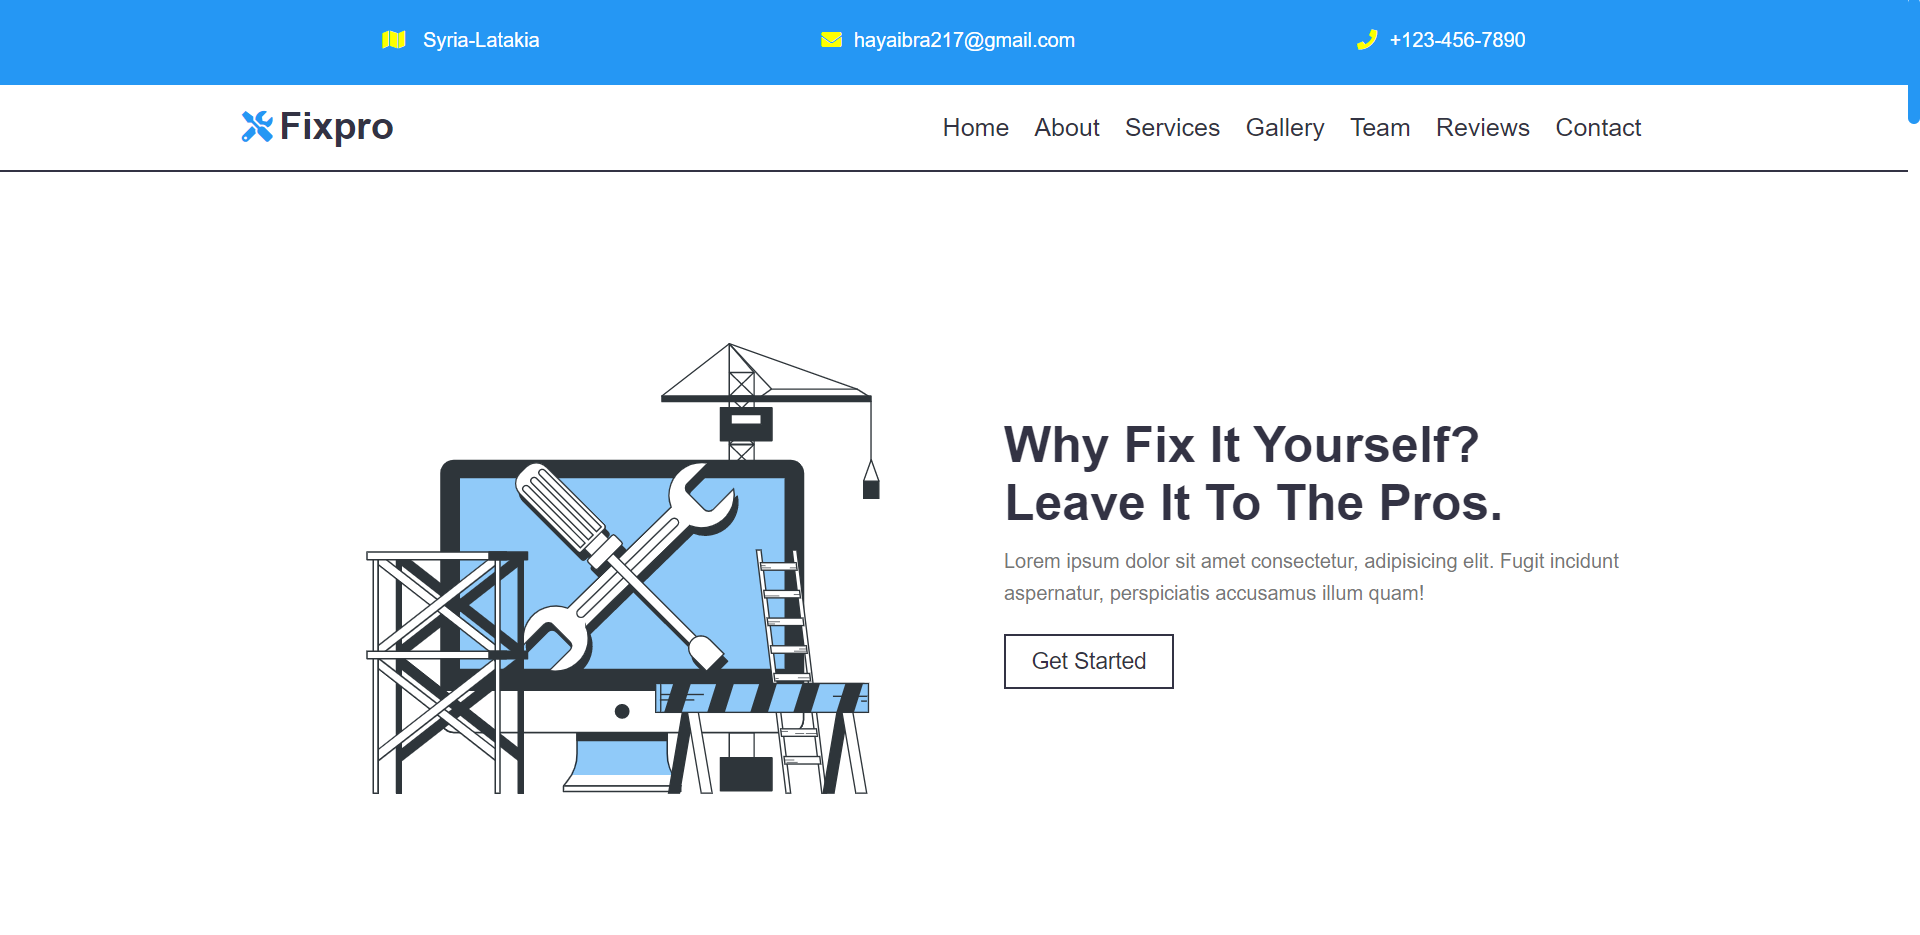 Syria-Latakia hayaibra217@gmail.com +123-456-7890
Fixpro Home About Services Gallery Team Reviews Contact
Why Fix It Yourself?
Leave It To The Pros.
Lorem ipsum dolor sit amet consectetur, adipisicing elit. Fugit incidunt
aspernatur, perspiciatis accusamus illum quam!
Get Started